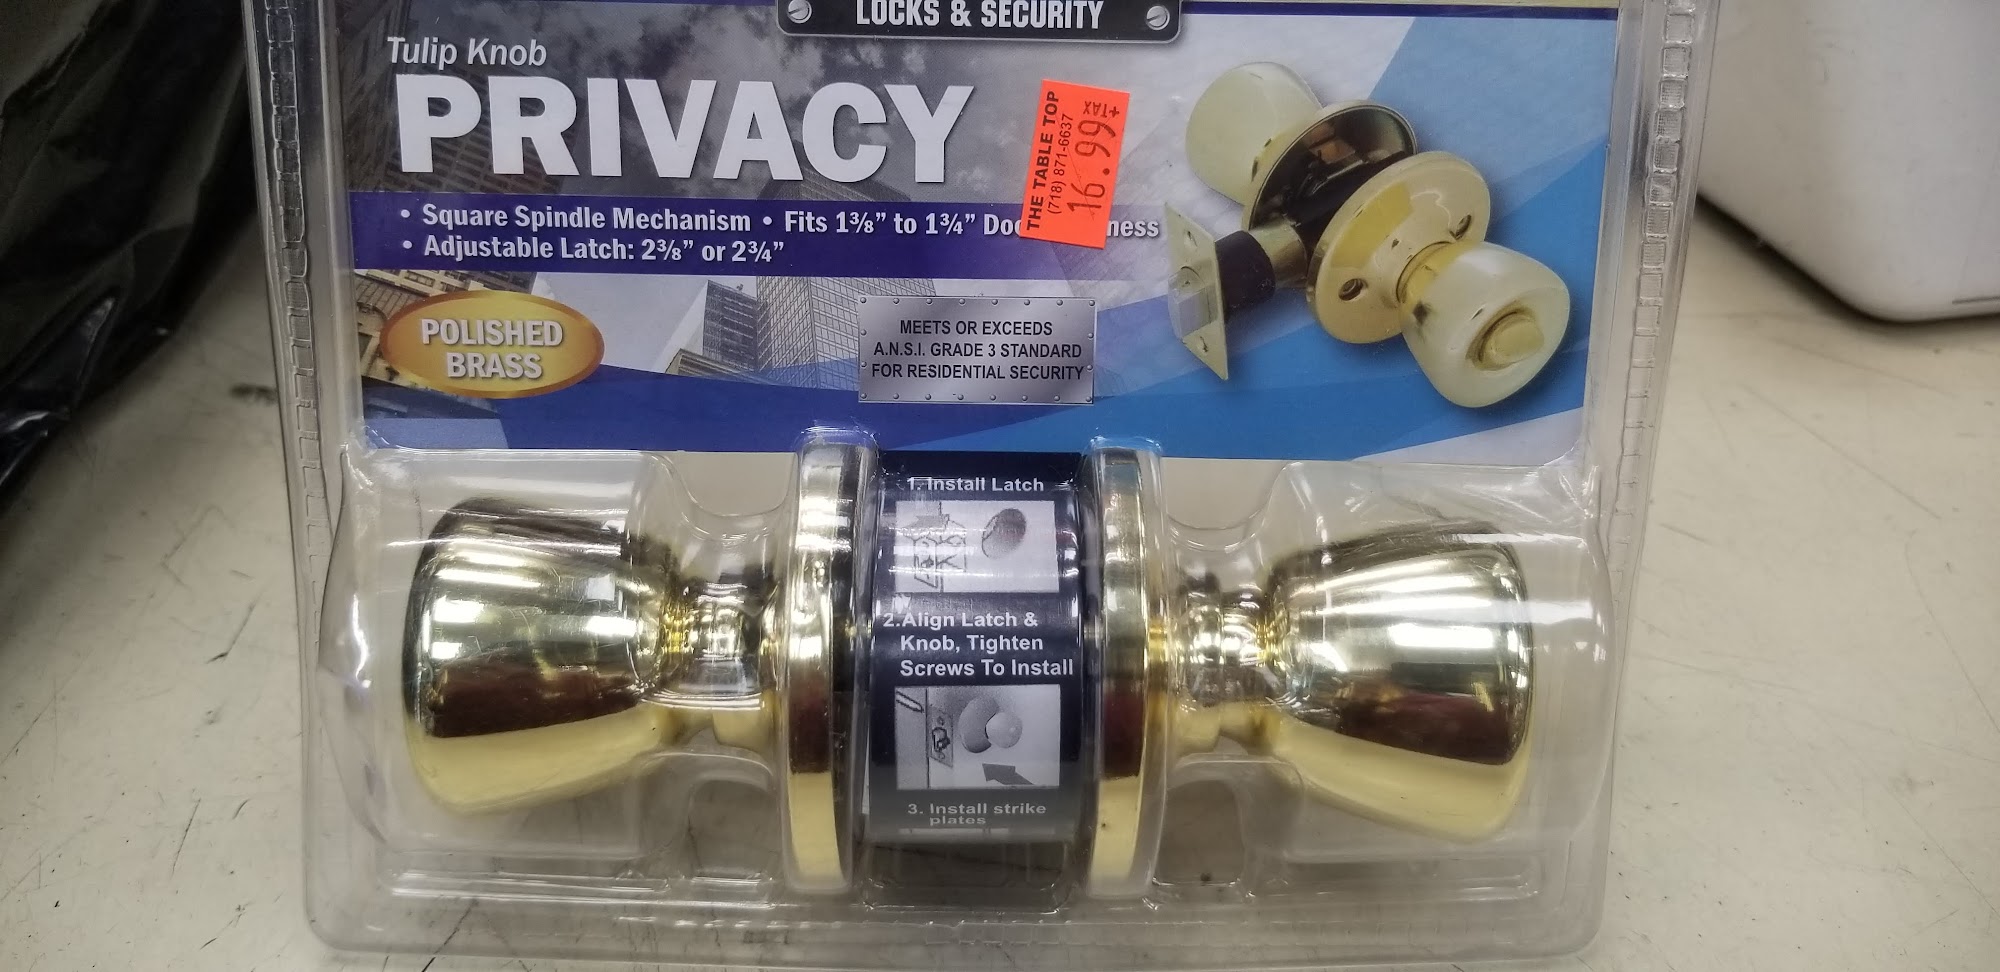 LOCKS & SECURITY
Tulip Knob
PRIVACY
THE TABLE TOP
(718) 871-6637
16.99
+TAX
• Square Spindle Mechanism • Fits 1⅜” to 1¾” Doo ness
• Adjustable Latch: 2⅜” or 2¾”
POLISHED
BRASS
MEETS OR EXCEEDS
A.N.S.I. GRADE 3 STANDARD
FOR RESIDENTIAL SECURITY
1. Install Latch
2.Align Latch &
Knob, Tighten
Screws To Install
3. Install strike
plates